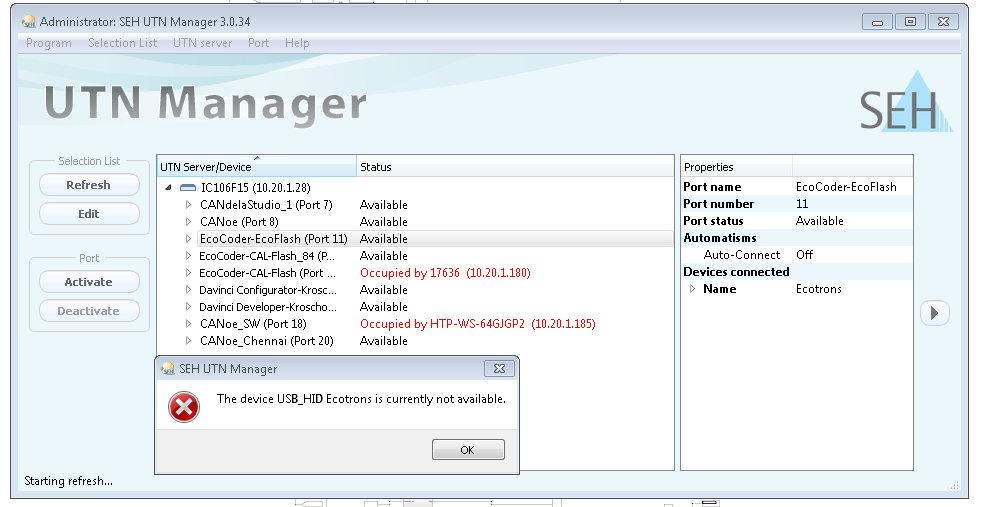 Administrator: SEH UTN Manager 3.0.34
Program Selection List UTN server Port Help
UTN Manager
SEH
Selection List
Refresh
Edit
Port
Activate
Deactivate
UTN Server/Device Status
IC106F15 (10.20.1.28)
CANdelaStudio_1 (Port 7) Available
CANoe (Port 8) Available
EcoCoder-EcoFlash (Port 11) Available
EcoCoder-CAL-Flash_84 (P... Available
EcoCoder-CAL-Flash (Port ... Occupied by 17636 (10.20.1.180)
Davinci Configurator-Krosc... Available
Davinci Developer-Kroscho... Available
CANoe_SW (Port 18) Occupied by HTP-WS-64GJGP2 (10.20.1.185)
CANoe_Chennai (Port 20) Available
Properties
Port name EcoCoder-EcoFlash
Port number 11
Port status Available
Automatisms
Auto-Connect Off
Devices connected
Name Ecotrons
SEH UTN Manager
The device USB_HID Ecotrons is currently not available.
OK
Starting refresh...